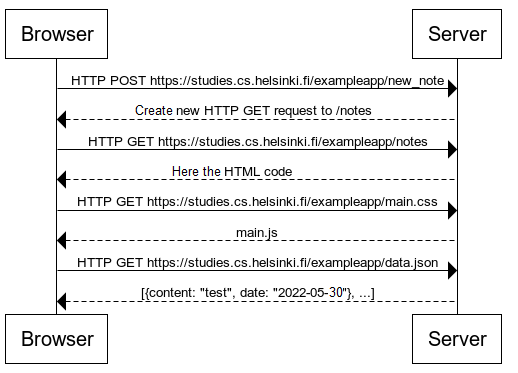 Browser
Server
HTTP POST https://studies.cs.helsinki.fi/exampleapp/new_note
Create new HTTP GET request to /notes
HTTP GET https://studies.cs.helsinki.fi/exampleapp/notes
Here the HTML code
HTTP GET https://studies.cs.helsinki.fi/exampleapp/main.css
main.js
HTTP GET https://studies.cs.helsinki.fi/exampleapp/data.json
[{content: "test", date: "2022-05-30"}, ...]
Browser
Server